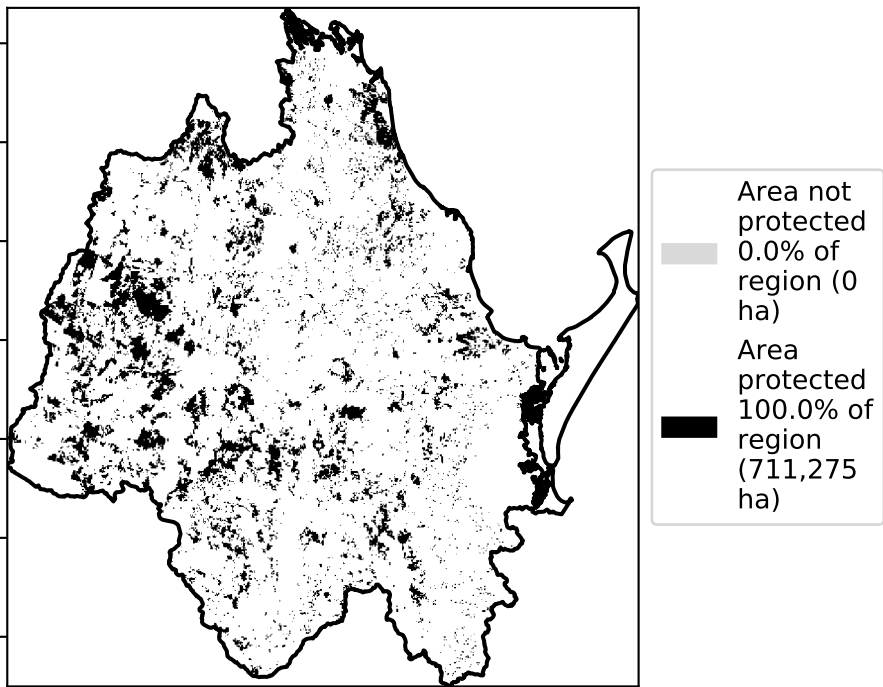 Area not
protected
0.0% of
region (0
ha)
Area
protected
100.0% of
region
(711,275
ha)